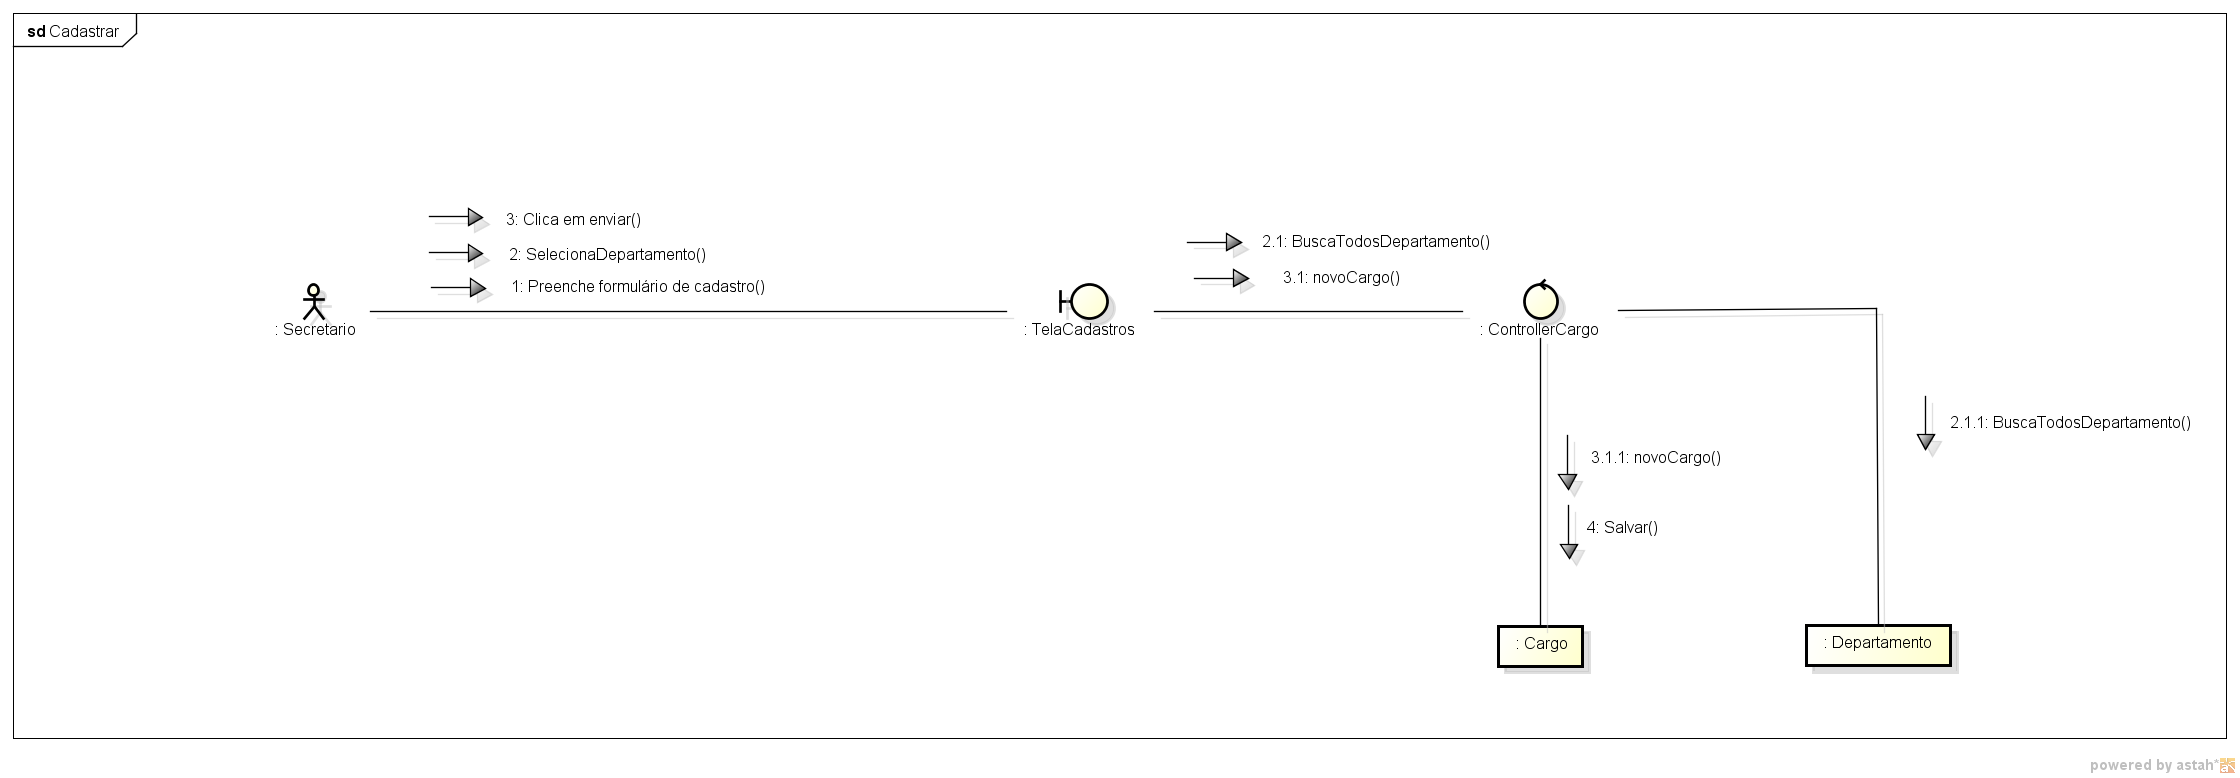 sd Cadastrar
3: Clica em enviar()
2: SelecionaDepartamento()
1: Preenche formulário de cadastro()
2.1: BuscaTodosDepartamento()
3.1: novoCargo()
: Secretario
: TelaCadastros
: ControllerCargo
2.1.1: BuscaTodosDepartamento()
3.1.1: novoCargo()
4: Salvar()
: Cargo
: Departamento
powered by astah*